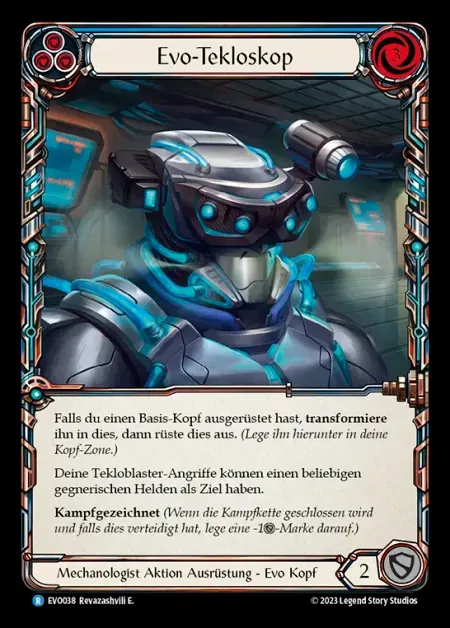 Evo-Tekloskop
3
Falls du einen Basis-Kopf ausgerüstet hast, transformiere
ihn in dies, dann rüste dies aus. (Lege ihn hierunter in deine
Kopf-Zone.)
Deine Tekloblaster-Angriffe können einen beliebigen
gegnerischen Helden als Ziel haben.
Kampfgezeichnet (Wenn die Kampfkette geschlossen wird
und falls dies verteidigt hat, lege eine -1-Marke darauf.)
Mechanologist Aktion Ausrüstung - Evo Kopf
2
R EVO038 Revazashvili E.
© 2023 Legend Story Studios